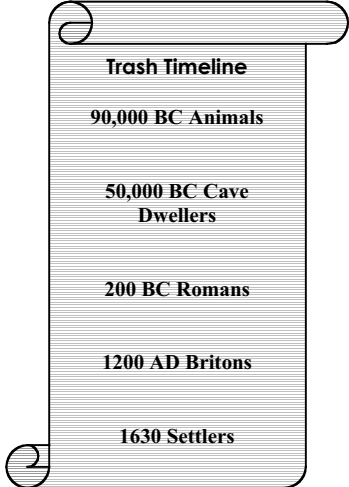 Trash Timeline
90,000 BC Animals
50,000 BC Cave
Dwellers
200 BC Romans
1200 AD Britons
1630 Settlers